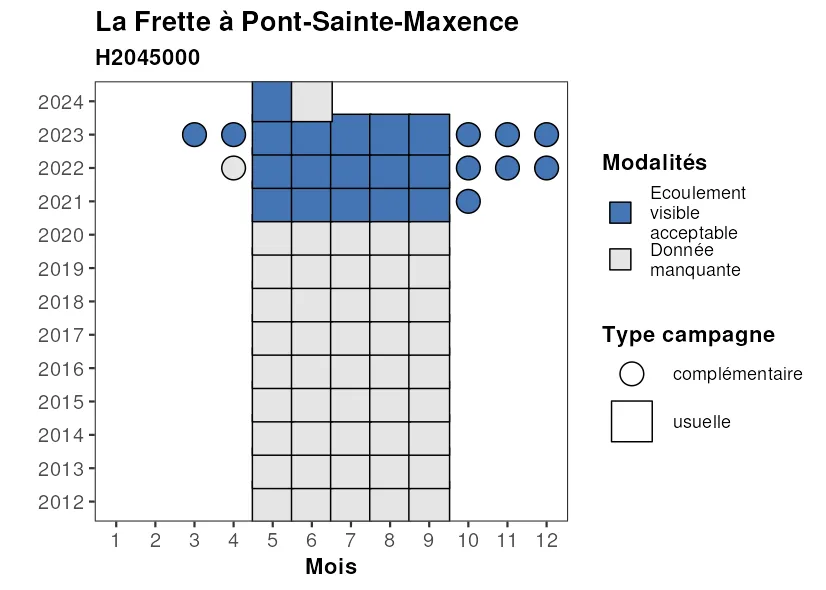 La Frette à Pont-Sainte-Maxence
H2045000
2024
2023
2022
2021
2020
2019
2018
2017
2016
2015
2014
2013
2012
1 2 3 4 5 6 7 8 9 10 11 12
Mois
Modalités
Ecoulement
visible
acceptable
Donnée
manquante
Type campagne
complémentaire
usuelle